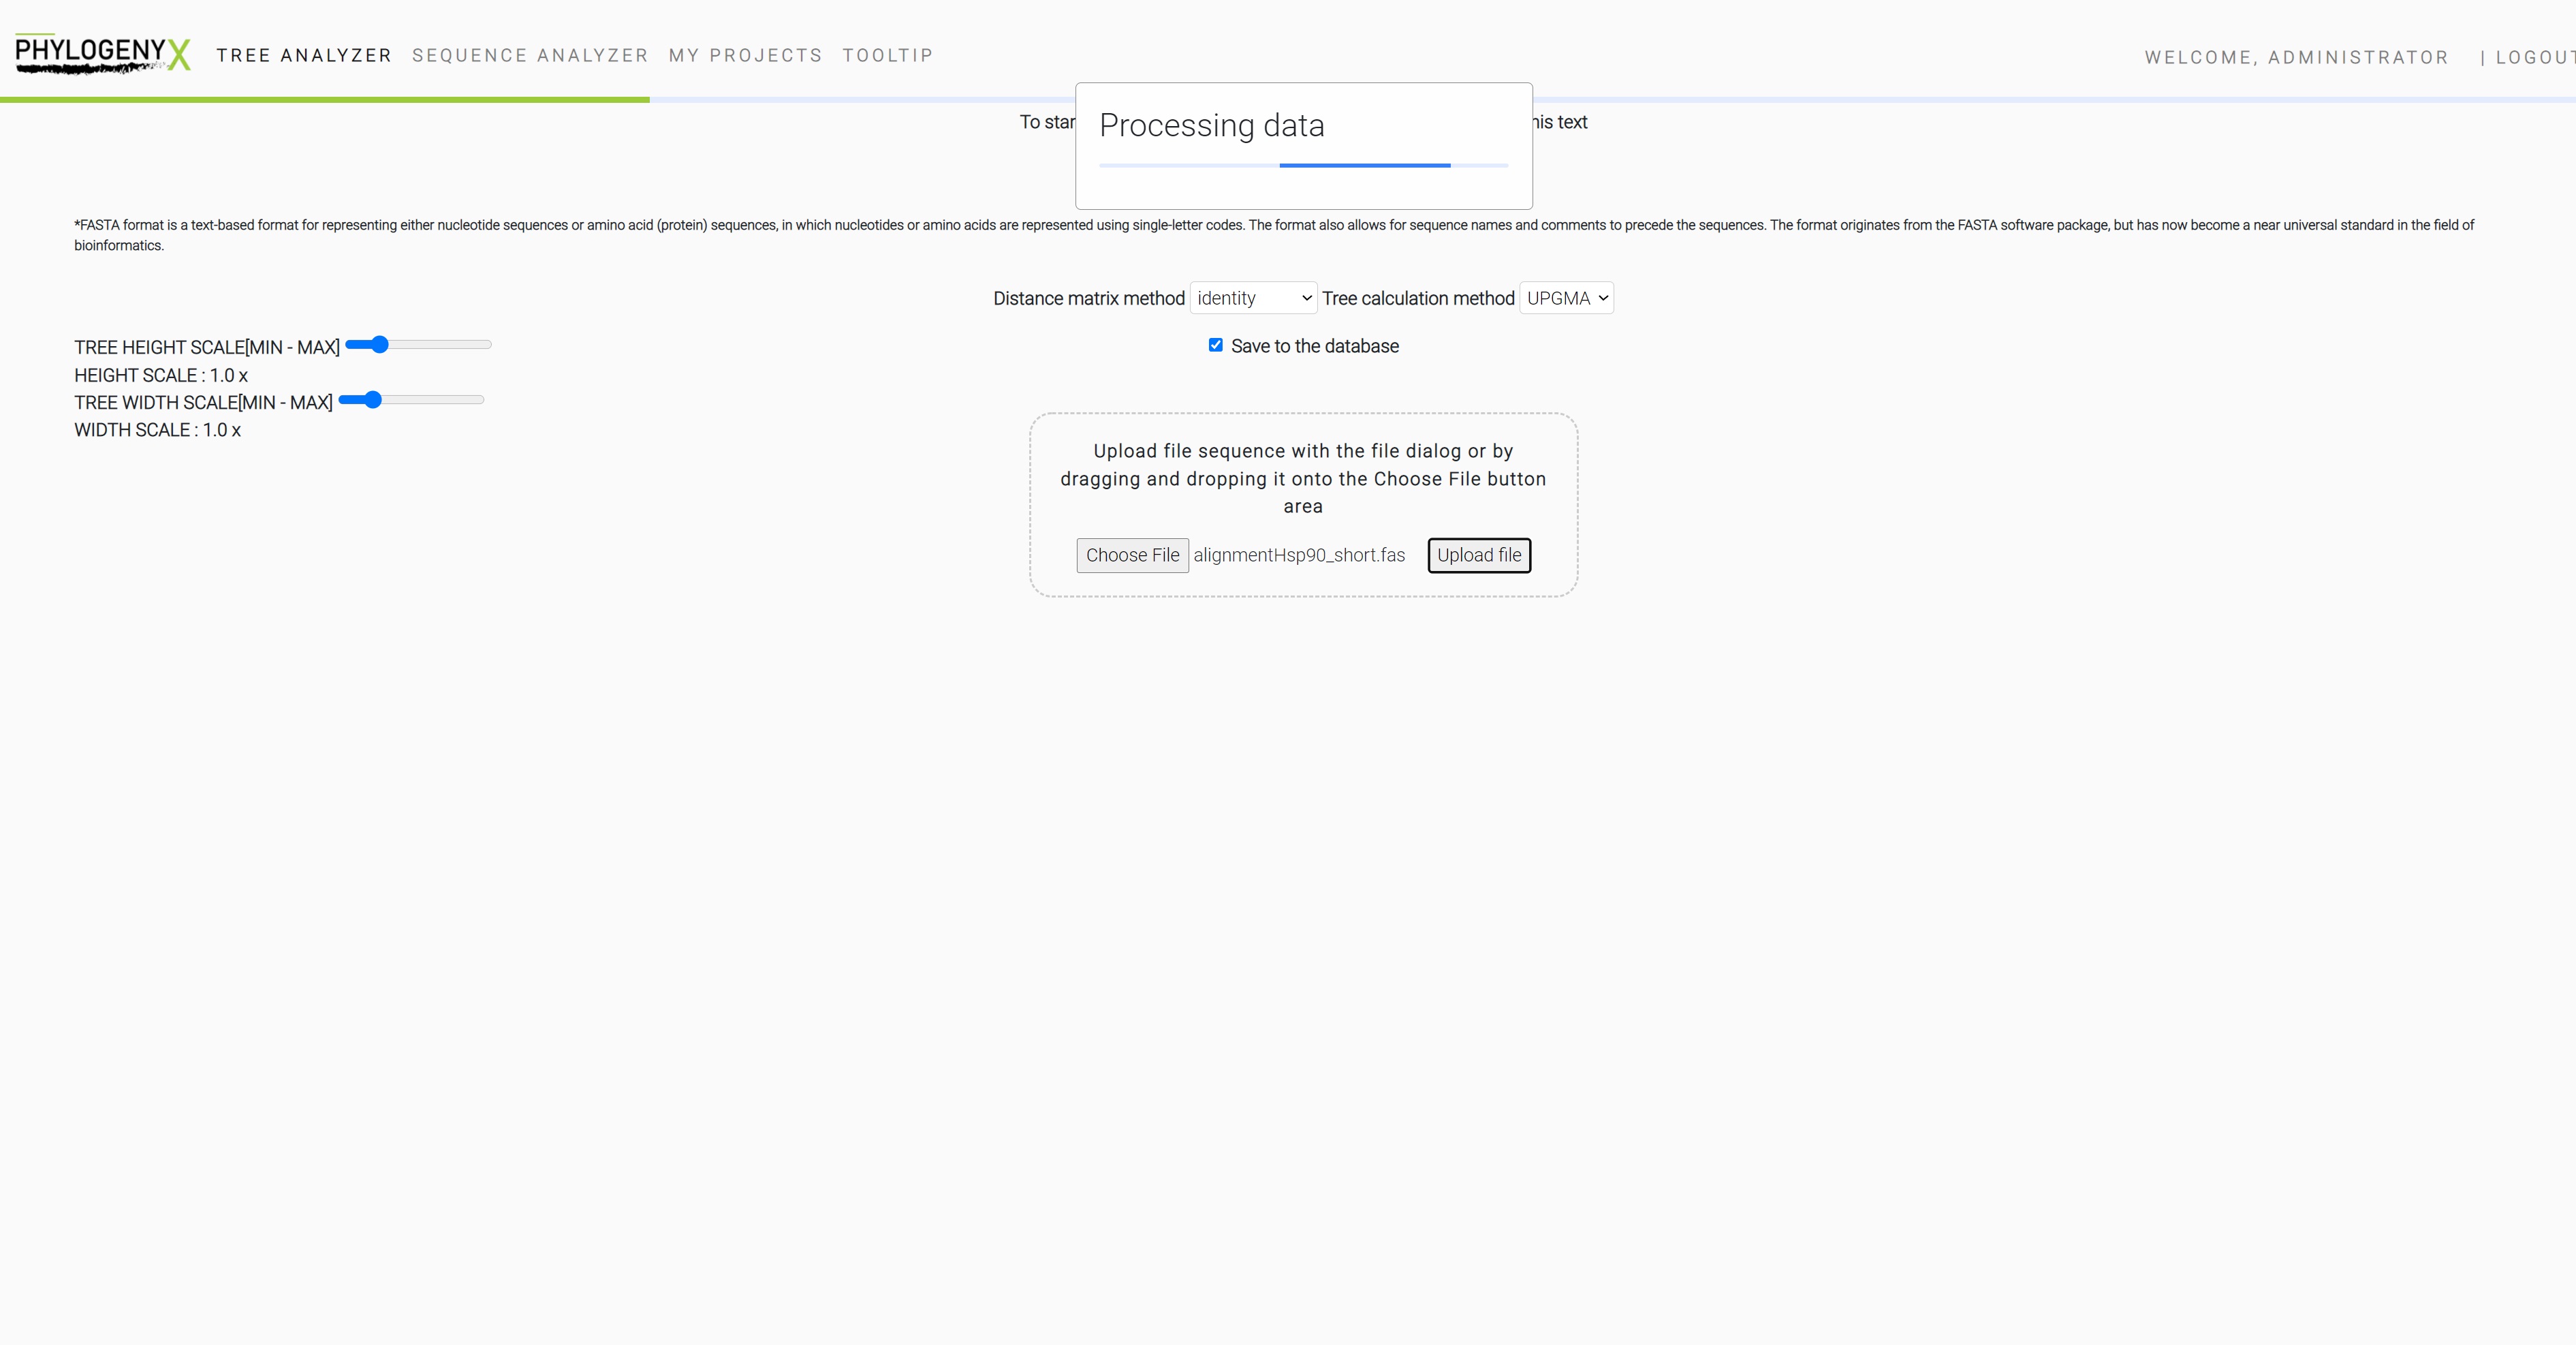 PHYLOGENYX
TREE ANALYZER SEQUENCE ANALYZER MY PROJECTS TOOLTIP
WELCOME, ADMINISTRATOR | LOGOUT
To star
Processing data
his text
*FASTA format is a text-based format for representing either nucleotide sequences or amino acid (protein) sequences, in which nucleotides or amino acids are represented using single-letter codes. The format also allows for sequence names and comments to precede the sequences. The format originates from the FASTA software package, but has now become a near universal standard in the field of
bioinformatics.
Distance matrix method identity Tree calculation method UPGMA
TREE HEIGHT SCALE[MIN - MAX]
Save to the database
HEIGHT SCALE : 1.0 x
TREE WIDTH SCALE[MIN - MAX]
WIDTH SCALE : 1.0 x
Upload file sequence with the file dialog or by
dragging and dropping it onto the Choose File button
area
Choose File alignmentHsp90_short.fas Upload file